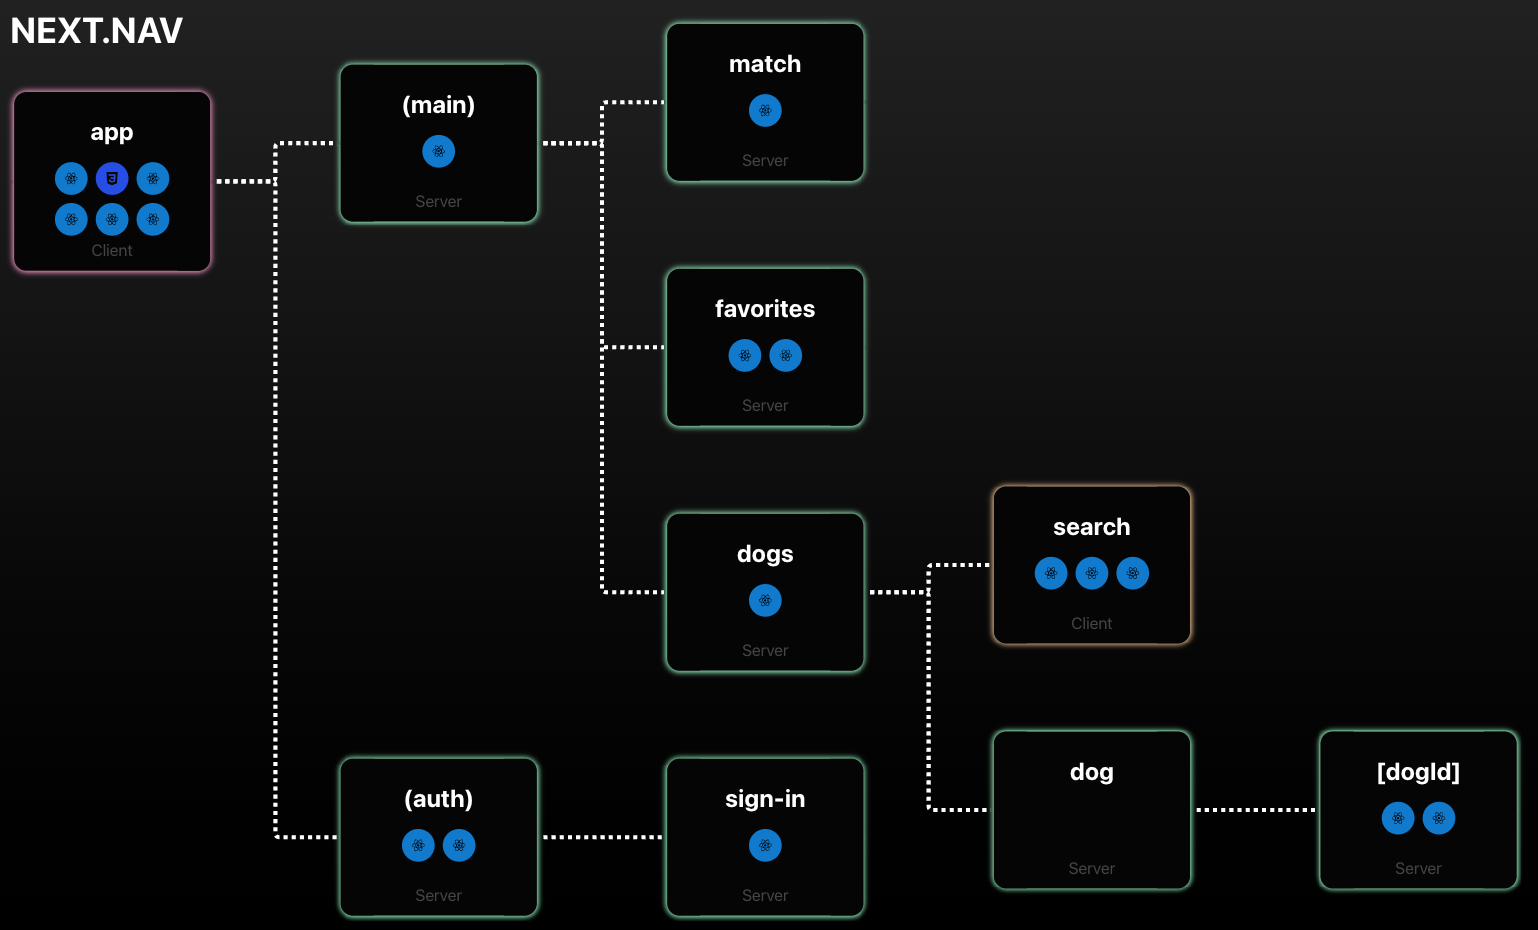 NEXT.NAV
app
Client
(main)
Server
match
Server
favorites
Server
dogs
Server
search
Client
(auth)
Server
sign-in
Server
dog
Server
[dogId]
Server